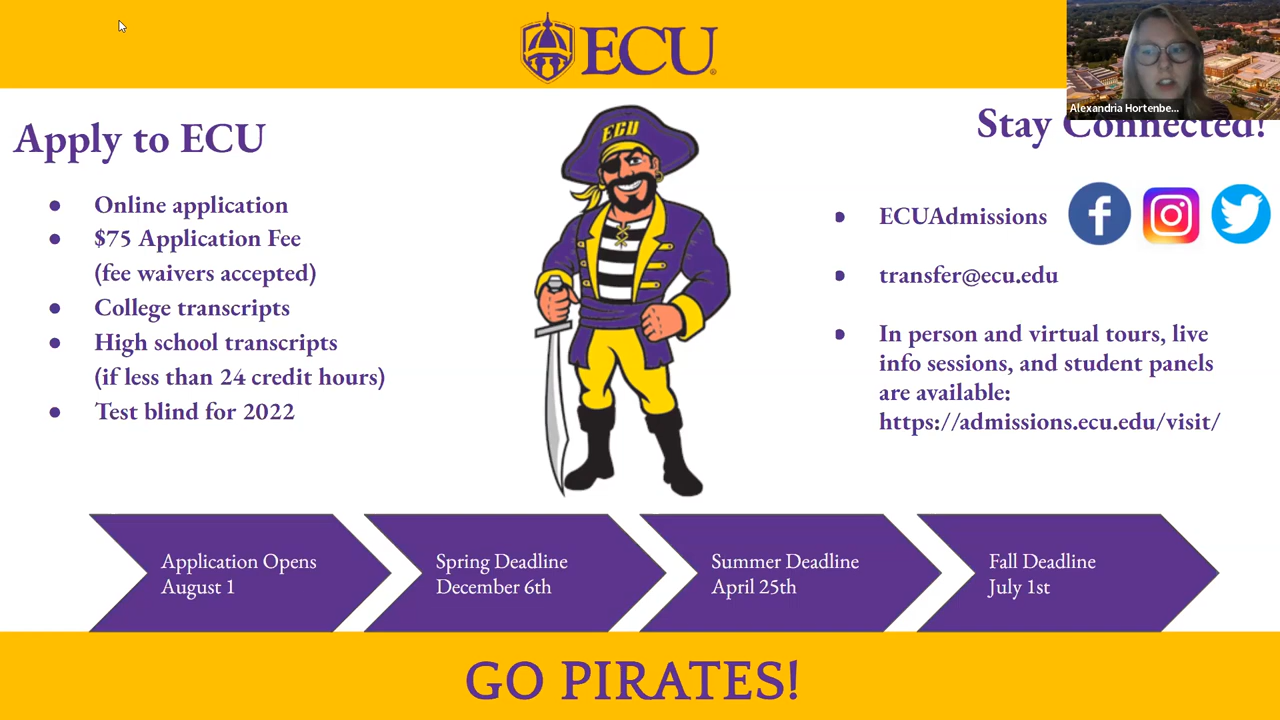 ECU
Alexandria Hortenbe...
Apply to ECU
Online application
$75 Application Fee
(fee waivers accepted)
College transcripts
High school transcripts
(if less than 24 credit hours)
Test blind for 2022
ECU
Stay Connected!
ECUAdmissions
transfer@ecu.edu
In person and virtual tours, live
info sessions, and student panels
are available:
https://admissions.ecu.edu/visit/
Application Opens
August 1
Spring Deadline
December 6th
Summer Deadline
April 25th
Fall Deadline
July 1st
GO PIRATES!